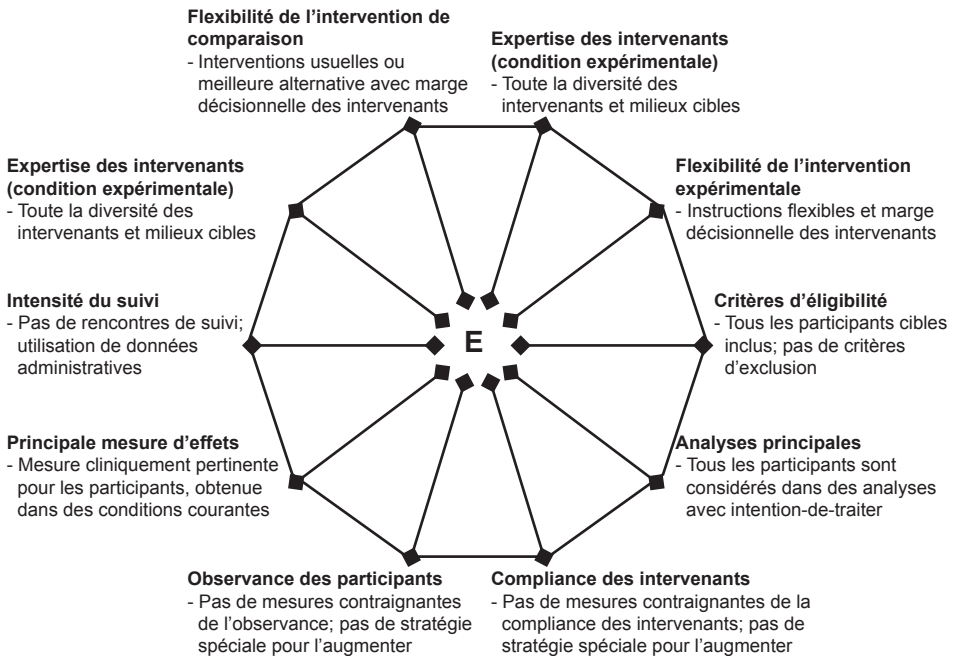 Flexibilité de l'intervention de
comparaison
- Interventions usuelles ou
meilleure alternative avec marge
décisionnelle des intervenants
Expertise des intervenants
(condition expérimentale)
- Toute la diversité des
intervenants et milieux cibles
Expertise des intervenants
(condition expérimentale)
- Toute la diversité des
intervenants et milieux cibles
Flexibilité de l'intervention
expérimentale
- Instructions flexibles et marge
décisionnelle des intervenants
Intensité du suivi
- Pas de rencontres de suivi;
utilisation de données
administratives
E
Critères d'éligibilité
- Tous les participants cibles
inclus; pas de critères
d'exclusion
Principale mesure d'effets
- Mesure cliniquement pertinente
pour les participants, obtenue
dans des conditions courantes
Analyses principales
- Tous les participants sont
considérés dans des analyses
avec intention-de-traiter
Observance des participants
- Pas de mesures contraignantes
de l'observance; pas de stratégie
spéciale pour l'augmenter
Compliance des intervenants
- Pas de mesures contraignantes de la
compliance des intervenants; pas de
stratégie spéciale pour l'augmenter